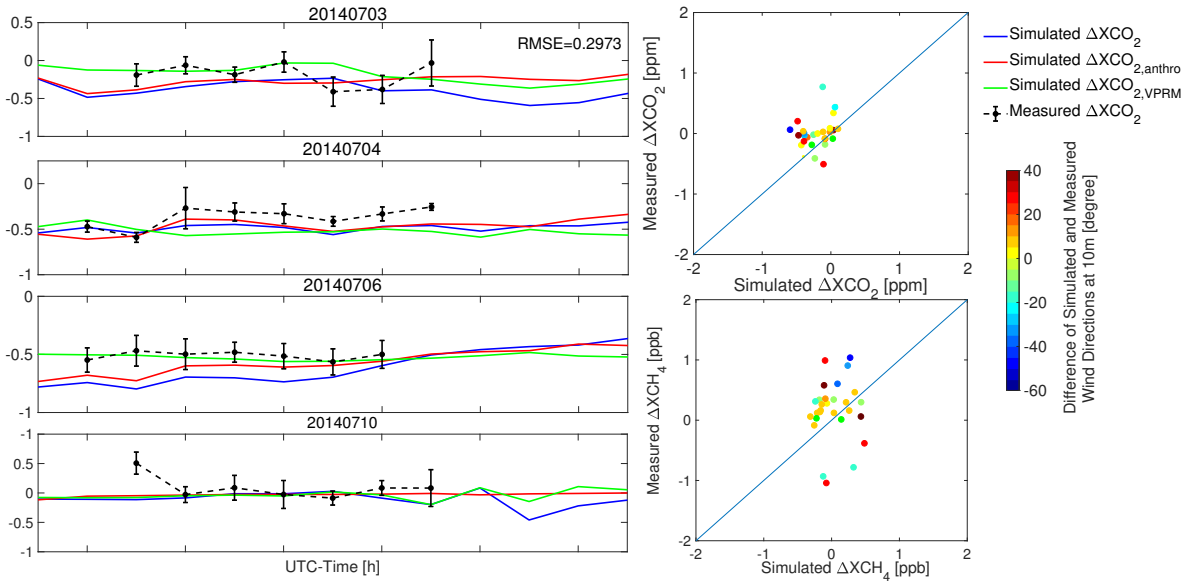 20140703
0.5
0
-0.5
-1
RMSE=0.2973
20140704
0
-0.5
-1
20140706
0
-0.5
-1
20140710
-1
0.5
0
-0.5
-1
UTC-Time [h]
2
1
0
-1
-2
-2 -1 0 1 2
Measured ΔXCO2 [ppm]
Simulated ΔXCO2 [ppm]
2
1
0
-1
-2
-2 -1 0 1 2
Measured ΔXCH4 [ppb]
Simulated ΔXCH4 [ppb]
Simulated ΔXCO2
Simulated ΔXCO2,anthro
Simulated ΔXCO2,VPRM
Measured ΔXCO2
40
20
0
-20
-40
-60
Difference of Simulated and Measured
Wind Directions at 10m [degree]